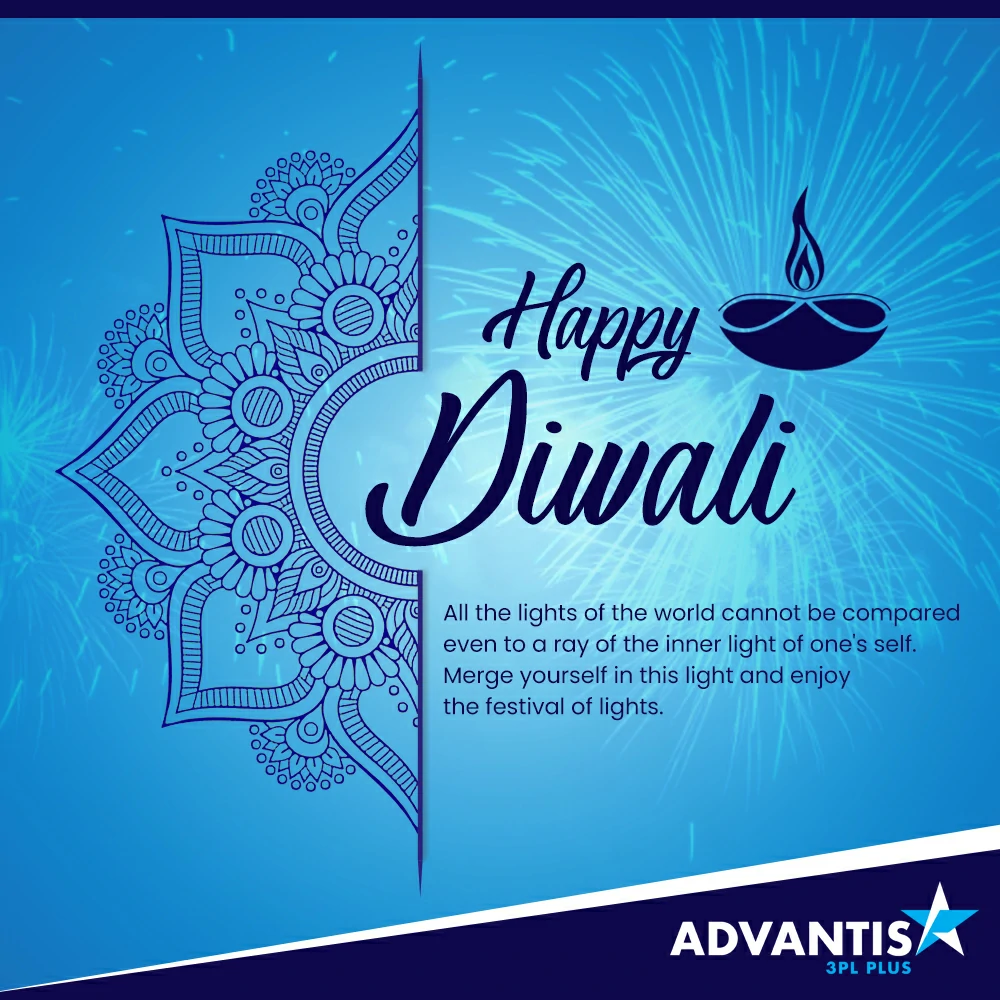 Happy
Diwali
All the lights of the world cannot be compared
even to a ray of the inner light of one's self.
Merge yourself in this light and enjoy
the festival of lights.
ADVANTIS
3PL PLUS